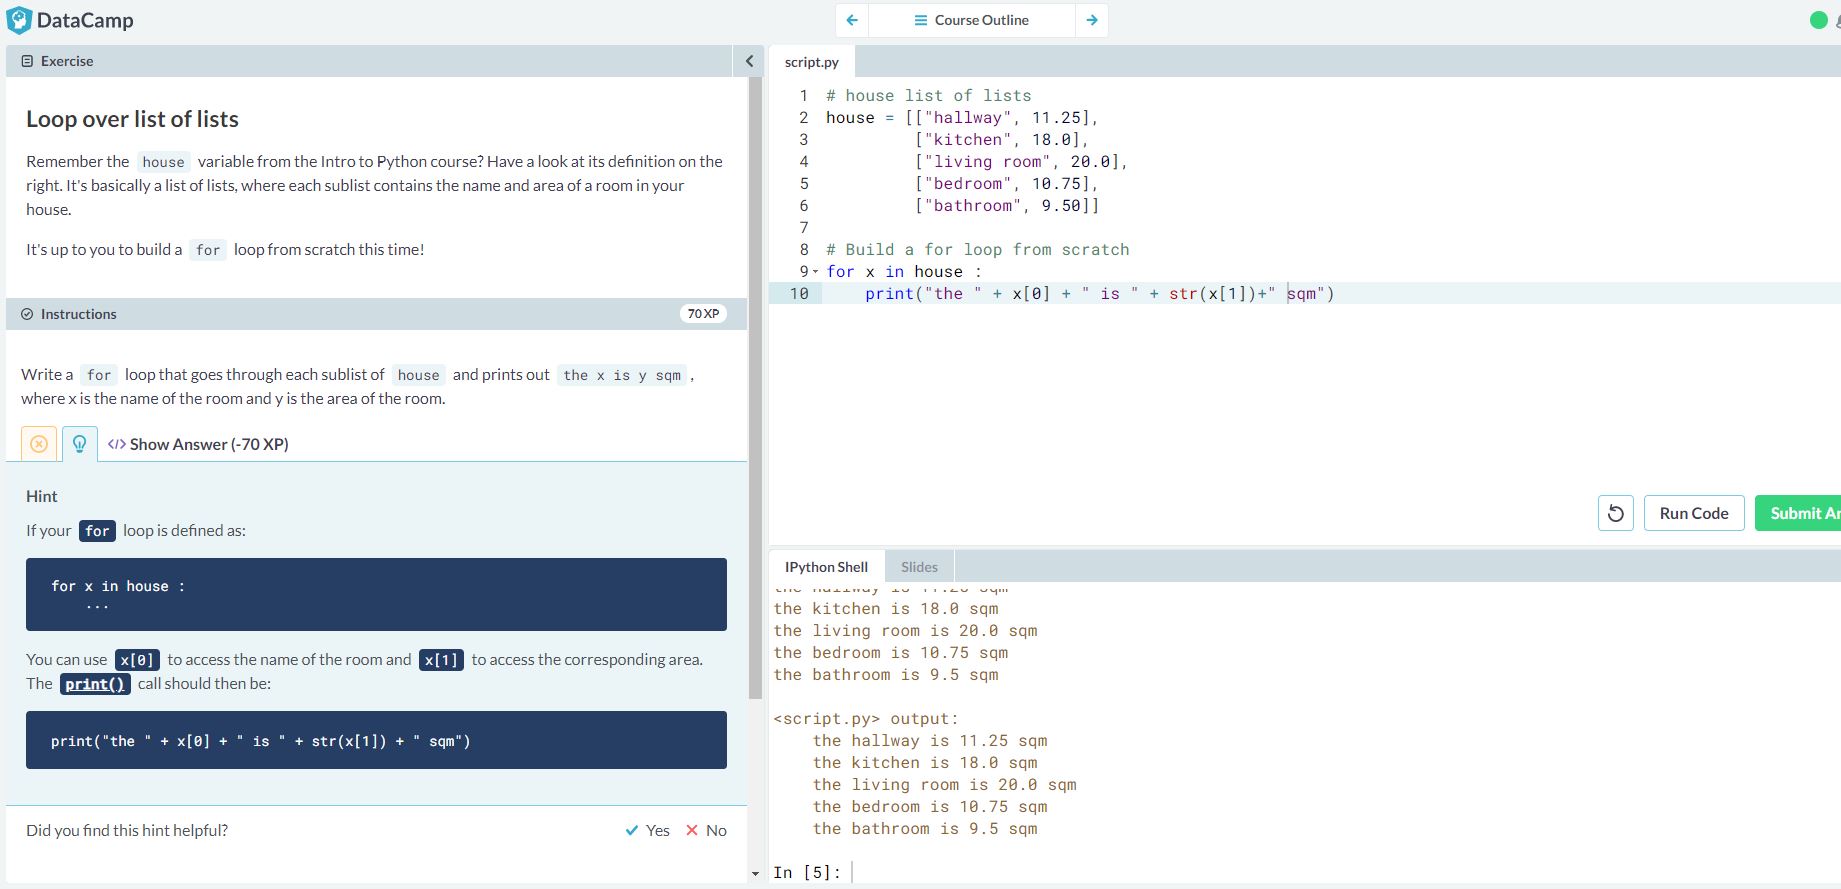 DataCamp
Course Outline
Exercise
Loop over list of lists
Remember the house variable from the Intro to Python course? Have a look at its definition on the
right. It's basically a list of lists, where each sublist contains the name and area of a room in your
house.
It's up to you to build a for loop from scratch this time!
Instructions
70 XP
Write a for loop that goes through each sublist of house and prints out the x is y sqm ,
where x is the name of the room and y is the area of the room.
</> Show Answer (-70 XP)
Hint
If your for loop is defined as:
for x in house :
...
You can use x[0] to access the name of the room and x[1] to access the corresponding area.
The print() call should then be:
print("the " + x[0] + " is " + str(x[1]) + " sqm")
Did you find this hint helpful?
Yes
No
script.py
1 # house list of lists
2 house = [["hallway", 11.25],
3 ["kitchen", 18.0],
4 ["living room", 20.0],
5 ["bedroom", 10.75],
6 ["bathroom", 9.50]]
7
8 # Build a for loop from scratch
9 for x in house :
10 print("the " + x[0] + " is " + str(x[1])+" sqm")
Run Code
Submit
IPython Shell
Slides
the hallway is 11.25 sqm
the kitchen is 18.0 sqm
the living room is 20.0 sqm
the bedroom is 10.75 sqm
the bathroom is 9.5 sqm
<script.py> output:
the hallway is 11.25 sqm
the kitchen is 18.0 sqm
the living room is 20.0 sqm
the bedroom is 10.75 sqm
the bathroom is 9.5 sqm
In [5]: